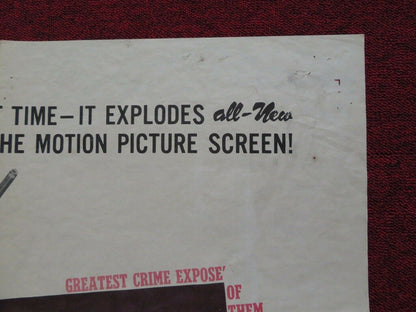 TIME—IT EXPLODES all-New
HE MOTION PICTURE SCREEN!
GREATEST CRIME EXPOSE'
OF
THEM